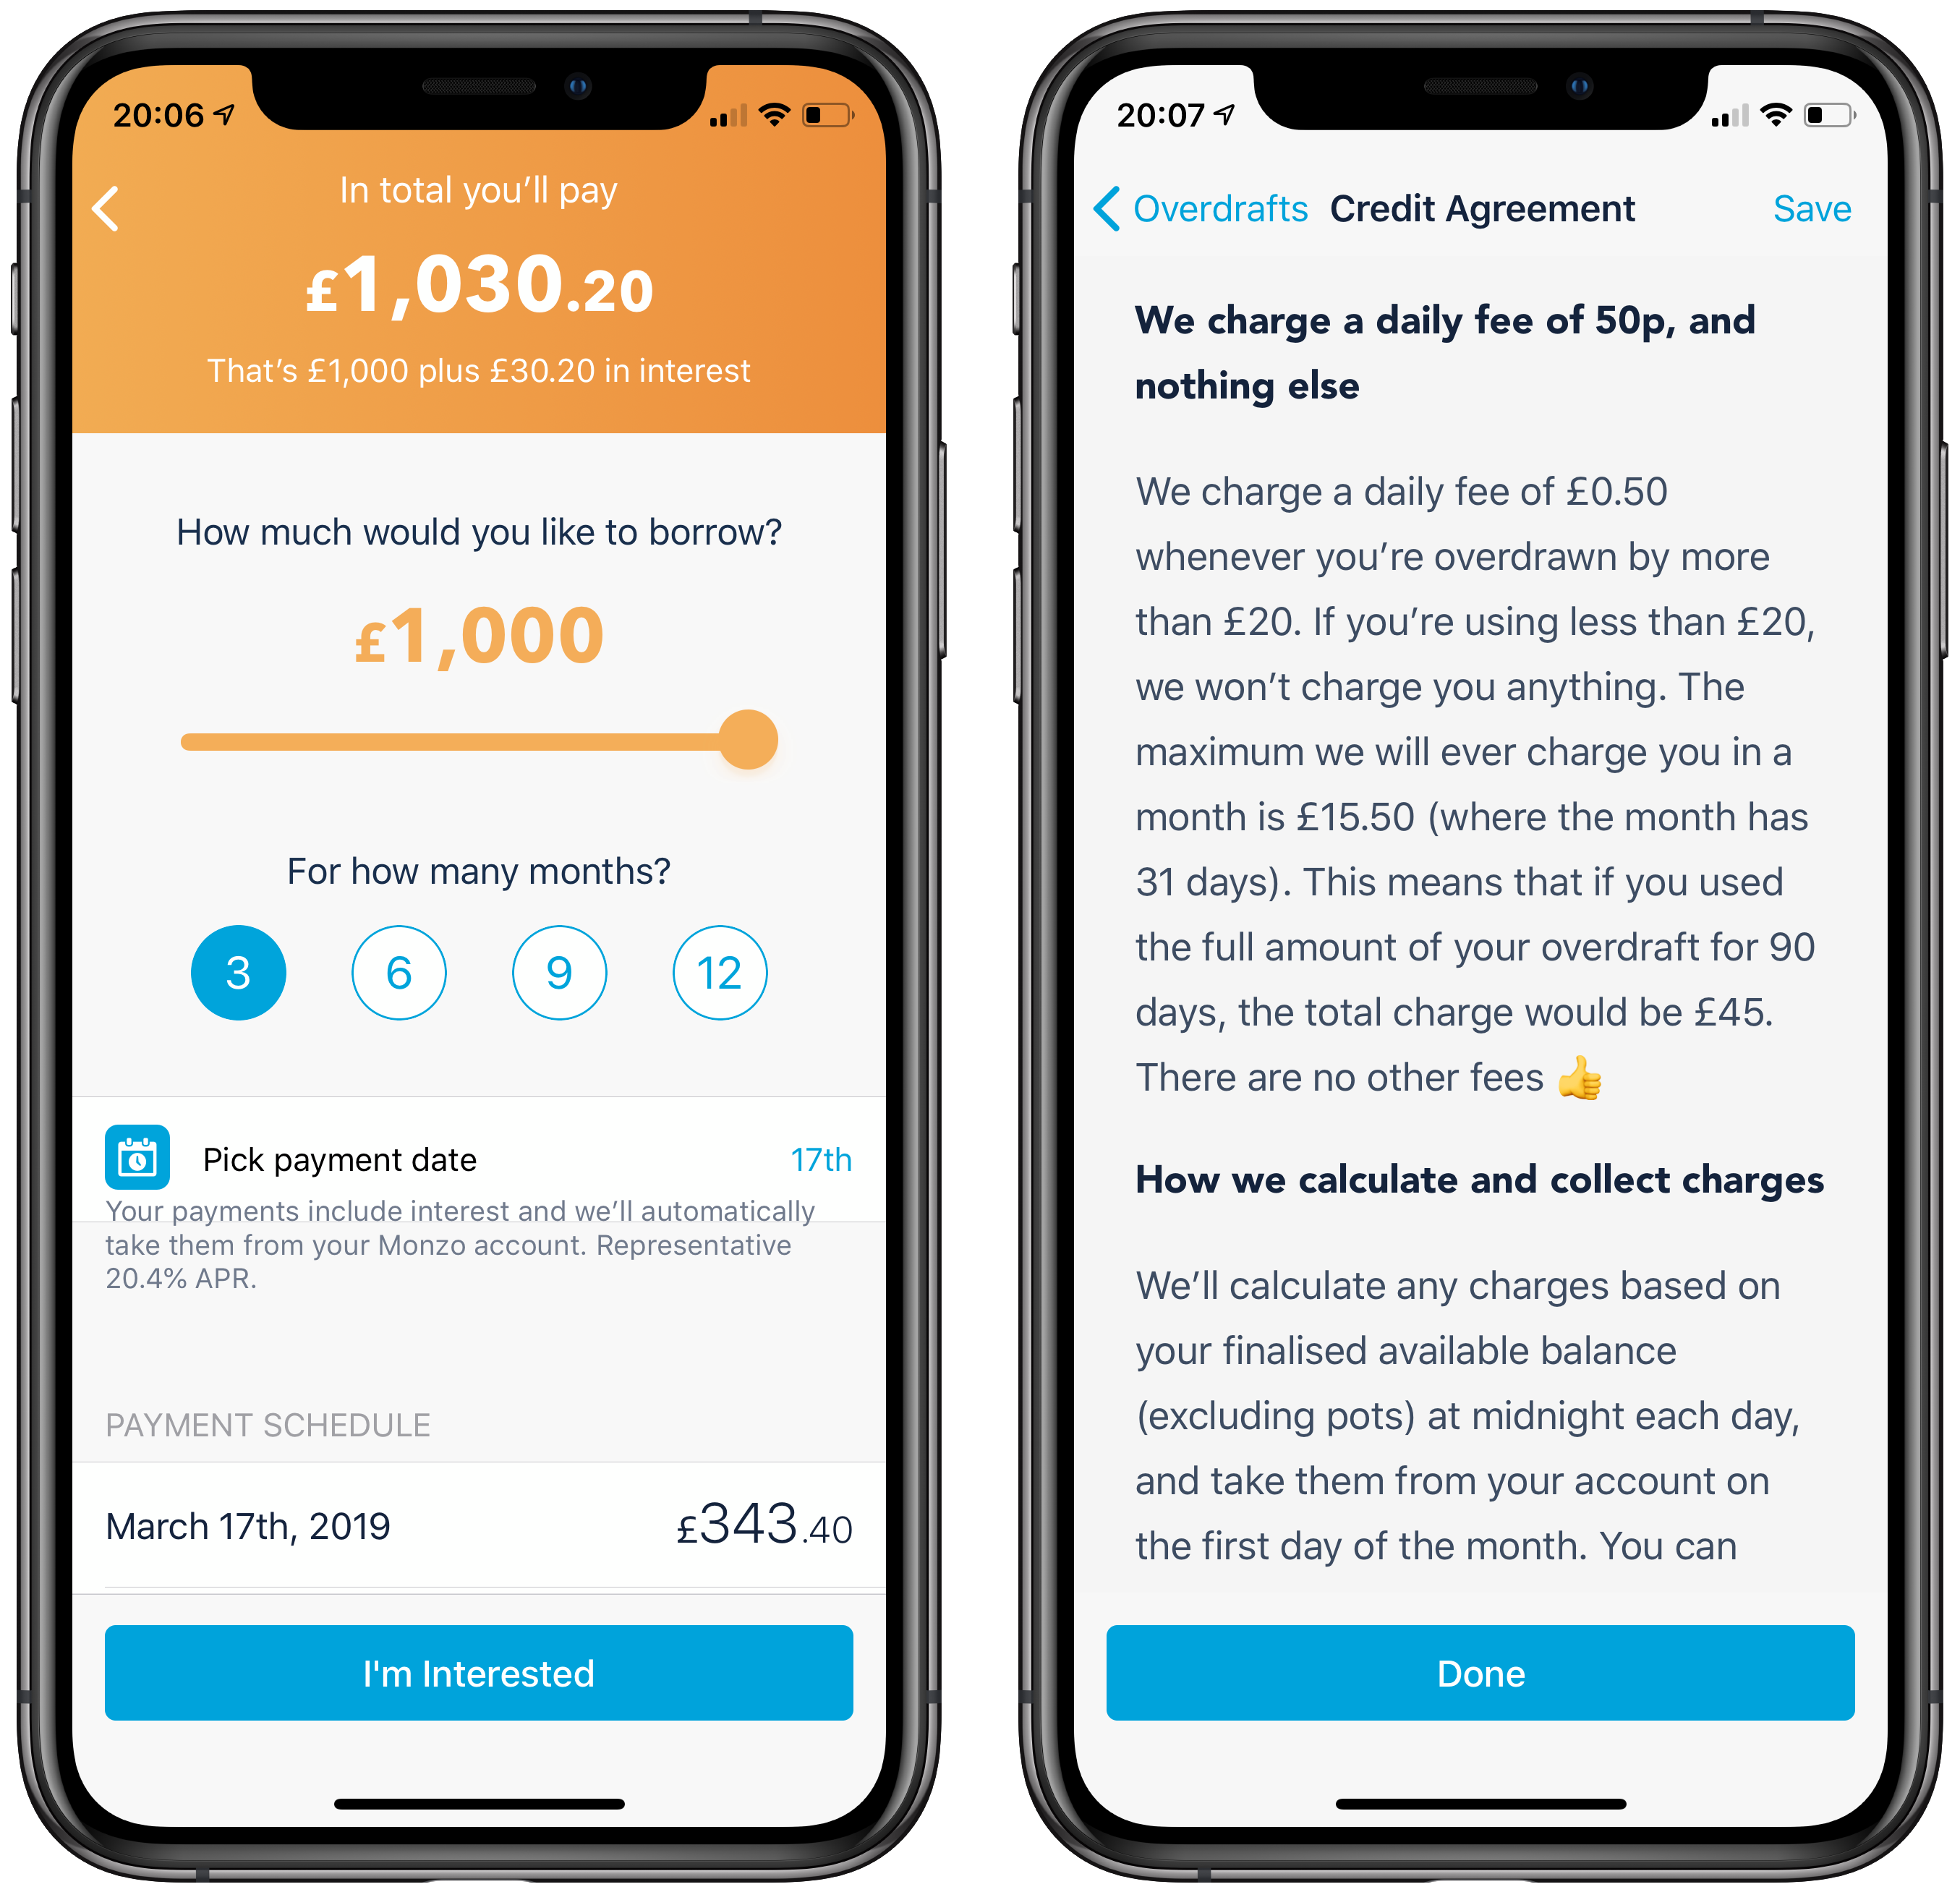 20:06
In total you’ll pay
£1,030.20
That’s £1,000 plus £30.20 in interest
How much would you like to borrow?
£1,000
For how many months?
3 6 9 12
Pick payment date 17th
Your payments include interest and we’ll automatically
take them from your Monzo account. Representative
20.4% APR.
PAYMENT SCHEDULE
March 17th, 2019 £343.40
I'm Interested
20:07
Overdrafts Credit Agreement Save
We charge a daily fee of 50p, and
nothing else
We charge a daily fee of £0.50
whenever you’re overdrawn by more
than £20. If you’re using less than £20,
we won’t charge you anything. The
maximum we will ever charge you in a
month is £15.50 (where the month has
31 days). This means that if you used
the full amount of your overdraft for 90
days, the total charge would be £45.
There are no other fees 👍
How we calculate and collect charges
We’ll calculate any charges based on
your finalised available balance
(excluding pots) at midnight each day,
and take them from your account on
the first day of the month. You can
Done